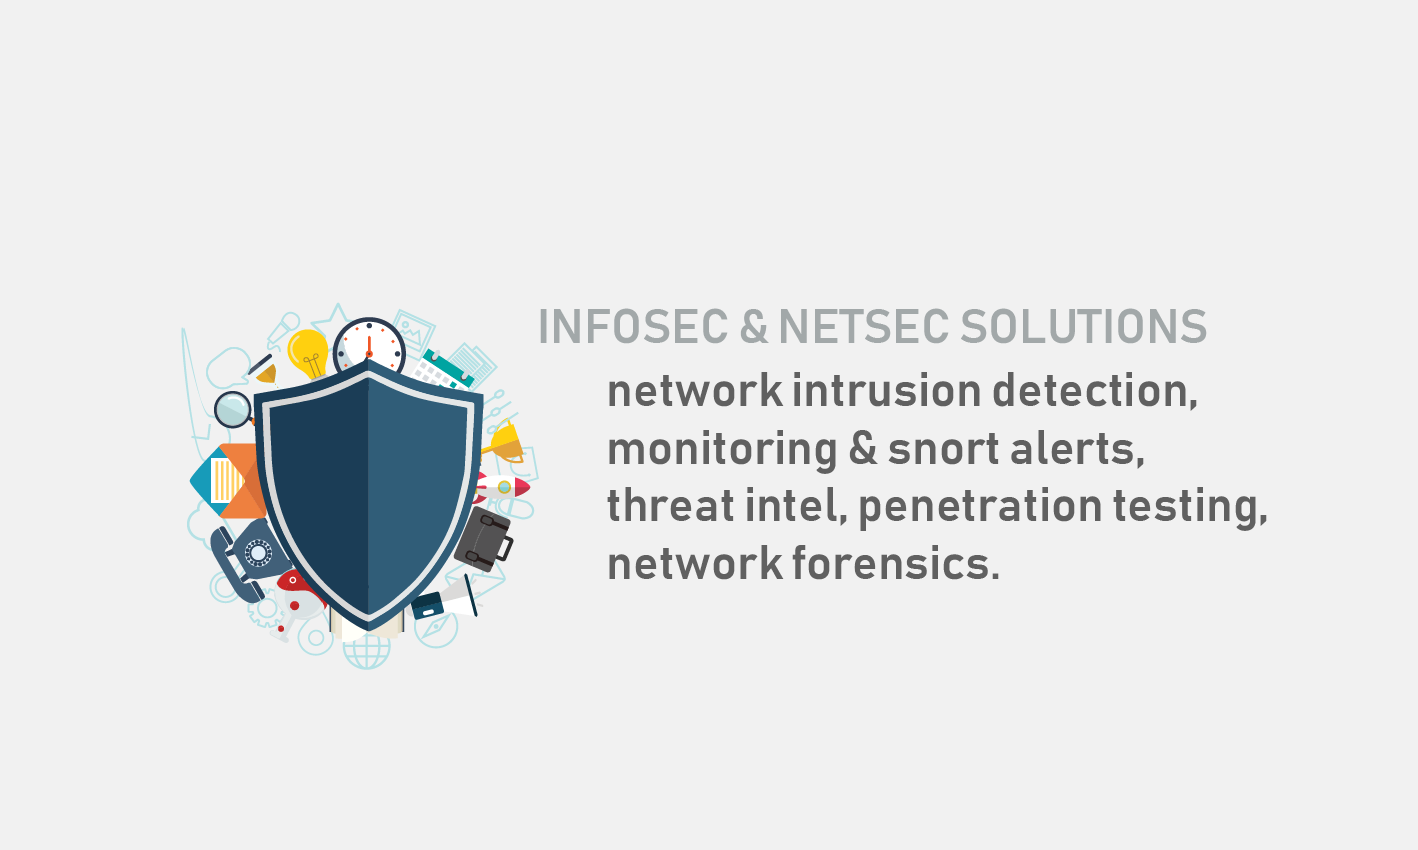 INFOSEC & NETSEC SOLUTIONS
network intrusion detection,
monitoring & snort alerts,
threat intel, penetration testing,
network forensics.